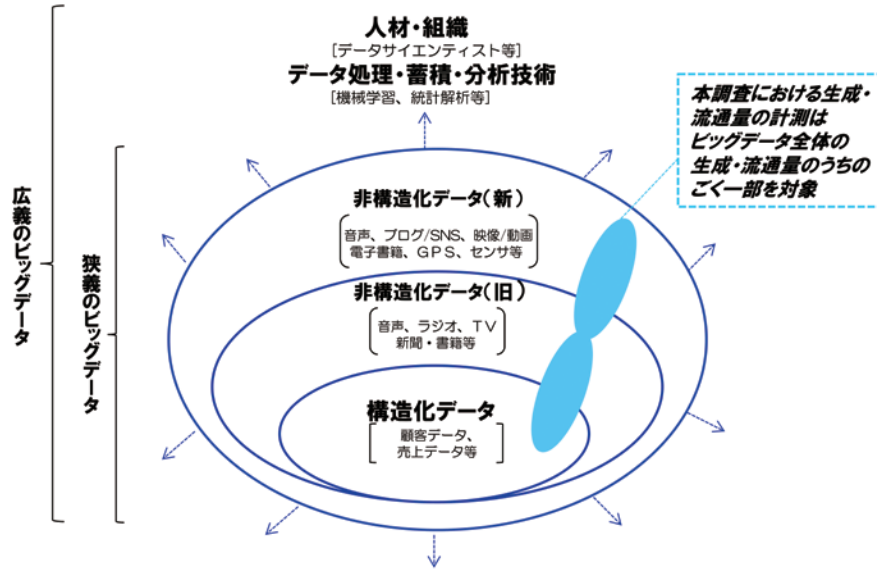 人材・組織
[データサイエンティスト等]
データ処理・蓄積・分析技術
[機械学習、統計解析等]
本調査における生成・
流通量の計測は
ビッグデータ全体の
生成・流通量のうちの
ごく一部を対象
広義のビッグデータ
狭義のビッグデータ
非構造化データ(新)
音声、ブログ/SNS、映像/動画
電子書籍、GPS、センサ等
非構造化データ(旧)
音声、ラジオ、TV
新聞・書籍等
構造化データ
顧客データ、
売上データ等